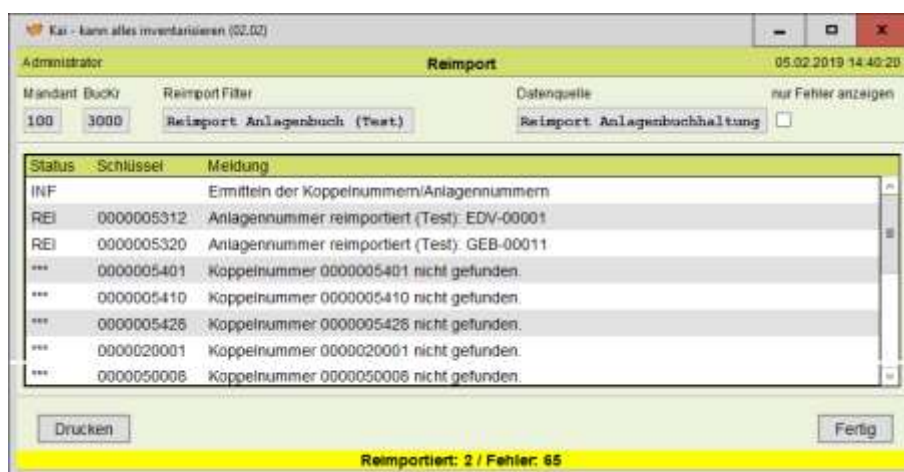 Kai - kann alles inventarisieren (02.02)
Administrator Reimport 05.02.2019 14:40:20
Mandant BucKr Reimport Filter Datenquelle nur Fehler anzeigen
100 3000 Reimport Anlagenbuch (Test) Reimport Anlagenbuchhaltung
Status Schlüssel Meldung
INF Ermitteln der Koppelnummern/Anlagennummern
REI 0000005312 Anlagennummer reimportiert (Test): EDV-00001
REI 0000005320 Anlagennummer reimportiert (Test): GEB-00011
*** 0000005401 Koppelnummer 0000005401 nicht gefunden.
*** 0000005410 Koppelnummer 0000005410 nicht gefunden.
*** 0000005428 Koppelnummer 0000005428 nicht gefunden.
*** 0000020001 Koppelnummer 0000020001 nicht gefunden.
*** 0000050008 Koppelnummer 0000050008 nicht gefunden.
Drucken Fertig
Reimportiert: 2 / Fehler: 65